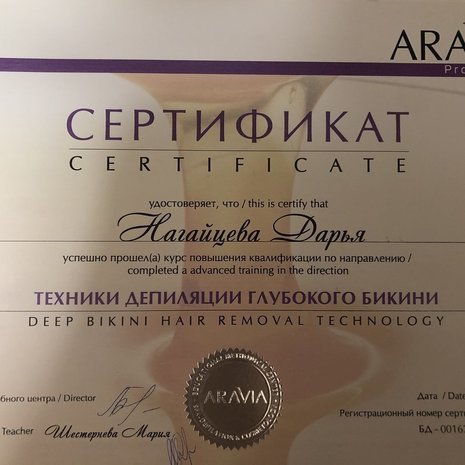 ARA
Pro
СЕРТИФИКАТ
CERTIFICATE
удостоверяет, что / this is certify that
Нагайцева Дарья
успешно прошел(а) курс повышения квалификации по направлению /
completed a advanced training in the direction
ТЕХНИКИ ДЕПИЛЯЦИИ ГЛУБОКОГО БИКИНИ
DEEP BIKINI HAIR REMOVAL TECHNOLOGY
ARAVIA
бного центра / Director
Дата / Date
Регистрационный номер серти
Teacher Шестернева Мария
БД - 0016